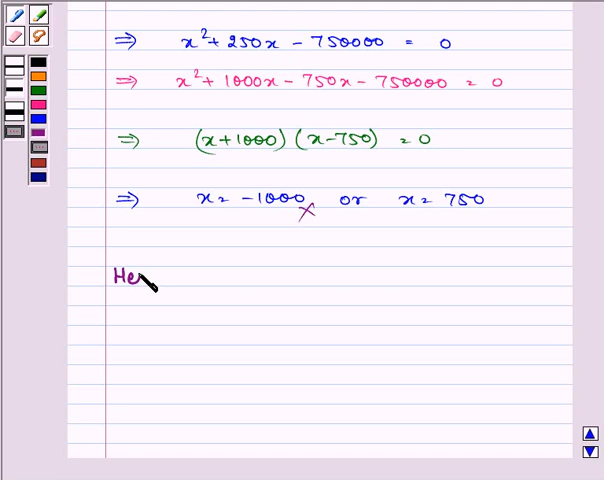 ⇒ x² + 250x - 750000 = 0
⇒ x² + 1000x - 750x - 750000 = 0
⇒ (x+1000) (x-750) = 0
⇒ x = -1000 or x = 750
He